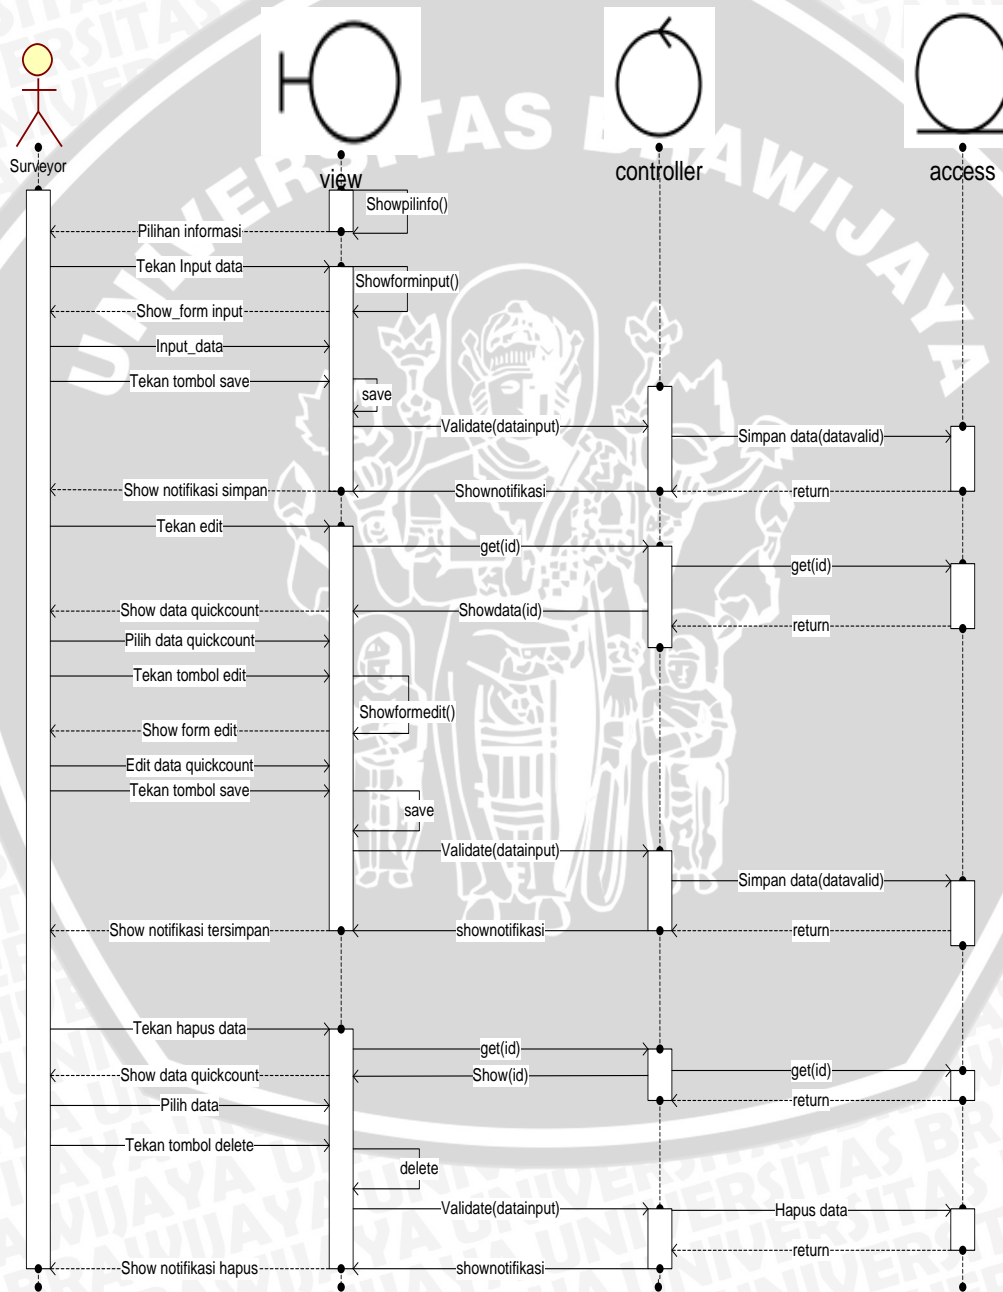 UNIVERSITAS BRAWIJAYA
Surveyor
view
controller
access
Showpilinfo()
Pilihan informasi
Tekan Input data
Showforminput()
Show_form input
Input_data
Tekan tombol save
save
Validate(datainput)
Simpan data(datavalid)
Show notifikasi simpan
Shownotifikasi
return
Tekan edit
get(id)
get(id)
Show data quickcount
Showdata(id)
return
Pilih data quickcount
Tekan tombol edit
Showformedit()
Show form edit
Edit data quickcount
Tekan tombol save
save
Validate(datainput)
Simpan data(datavalid)
Show notifikasi tersimpan
shownotifikasi
return
Tekan hapus data
get(id)
Show data quickcount
Show(id)
get(id)
return
Pilih data
Tekan tombol delete
delete
Validate(datainput)
Hapus data
return
Show notifikasi hapus
shownotifikasi